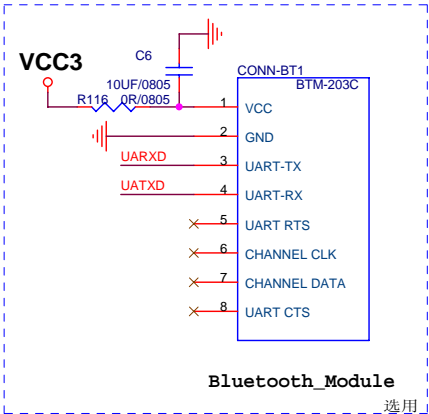 C6
VCC3
CONN-BT1
BTM-203C
10UF/0805
R116 0R/0805
1 VCC
2 GND
UARXD 3 UART-TX
UATXD 4 UART-RX
5 UART RTS
6 CHANNEL CLK
7 CHANNEL DATA
8 UART CTS
Bluetooth_Module
选用